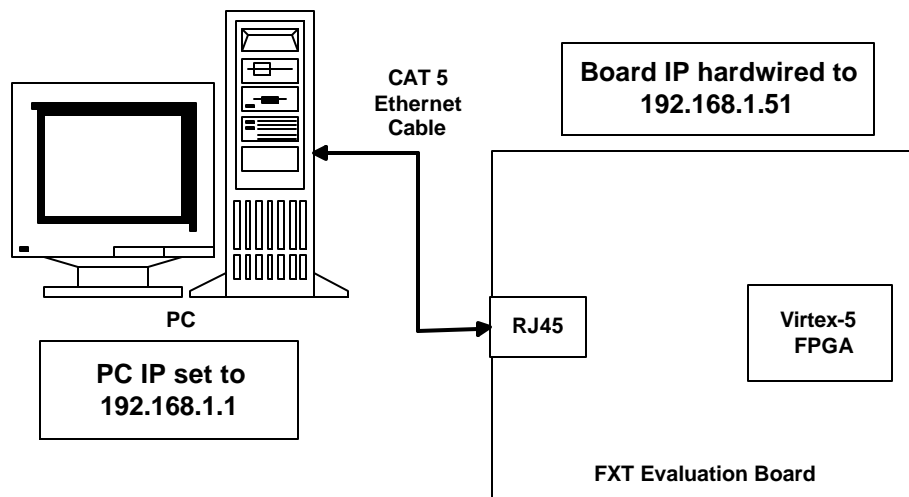 CAT 5
Ethernet
Cable
Board IP hardwired to
192.168.1.51
RJ45
Virtex-5
FPGA
PC
PC IP set to
192.168.1.1
FXT Evaluation Board